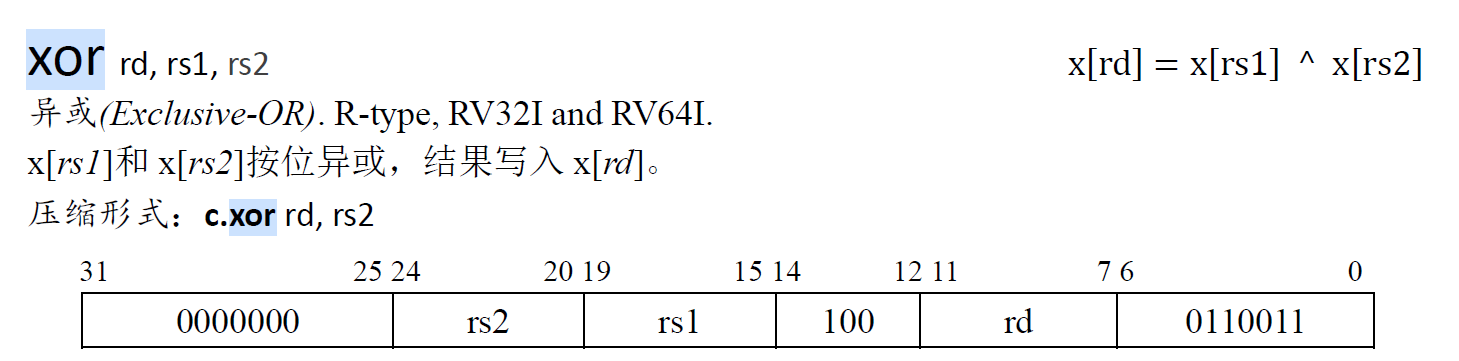 xor rd, rs1, rs2 x[rd] = x[rs1] ^ x[rs2]
异或(Exclusive-OR). R-type, RV32I and RV64I.
x[rs1]和 x[rs2]按位异或，结果写入 x[rd]。
压缩形式：c.xor rd, rs2
31 25 24 20 19 15 14 12 11 7 6 0
0000000 rs2 rs1 100 rd 0110011